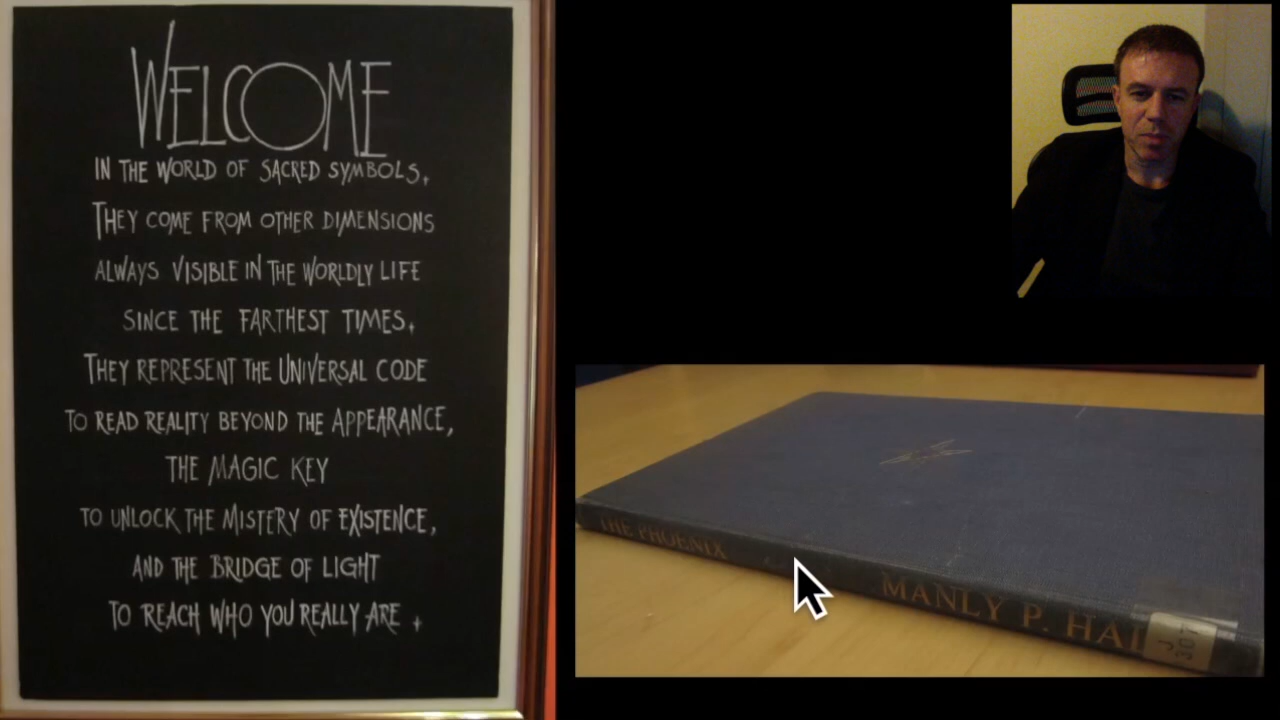 WELCOME
IN THE WORLD OF SACRED SYMBOLS.
THEY COME FROM OTHER DIMENSIONS
ALWAYS VISIBLE IN THE WORLDLY LIFE
SINCE THE FARTHEST TIMES.
THEY REPRESENT THE UNIVERSAL CODE
TO READ REALITY BEYOND THE APPEARANCE,
THE MAGIC KEY
TO UNLOCK THE MISTERY OF EXISTENCE,
AND THE BRIDGE OF LIGHT
TO REACH WHO YOU REALLY ARE .
THE PHOENIX
MANLY P. HAL
J
307